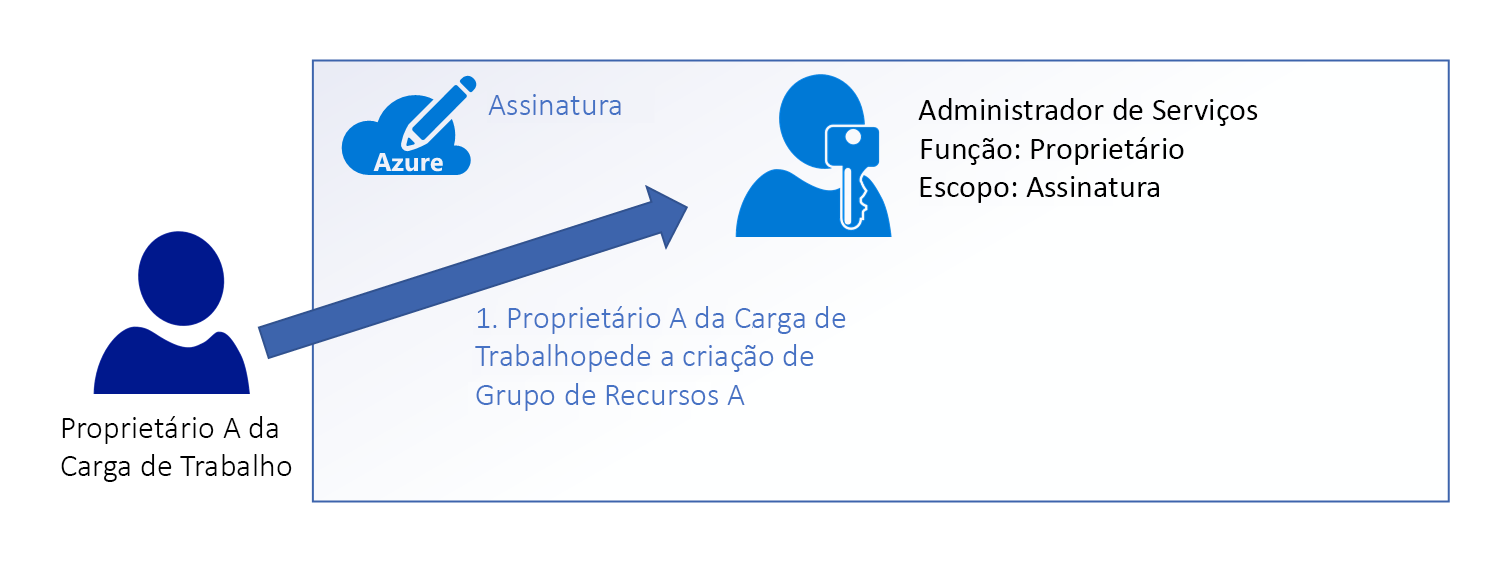 Azure
Assinatura
Administrador de Serviços
Função: Proprietário
Escopo: Assinatura
1. Proprietário A da Carga de
Trabalhopede a criação de
Grupo de Recursos A
Proprietário A da
Carga de Trabalho